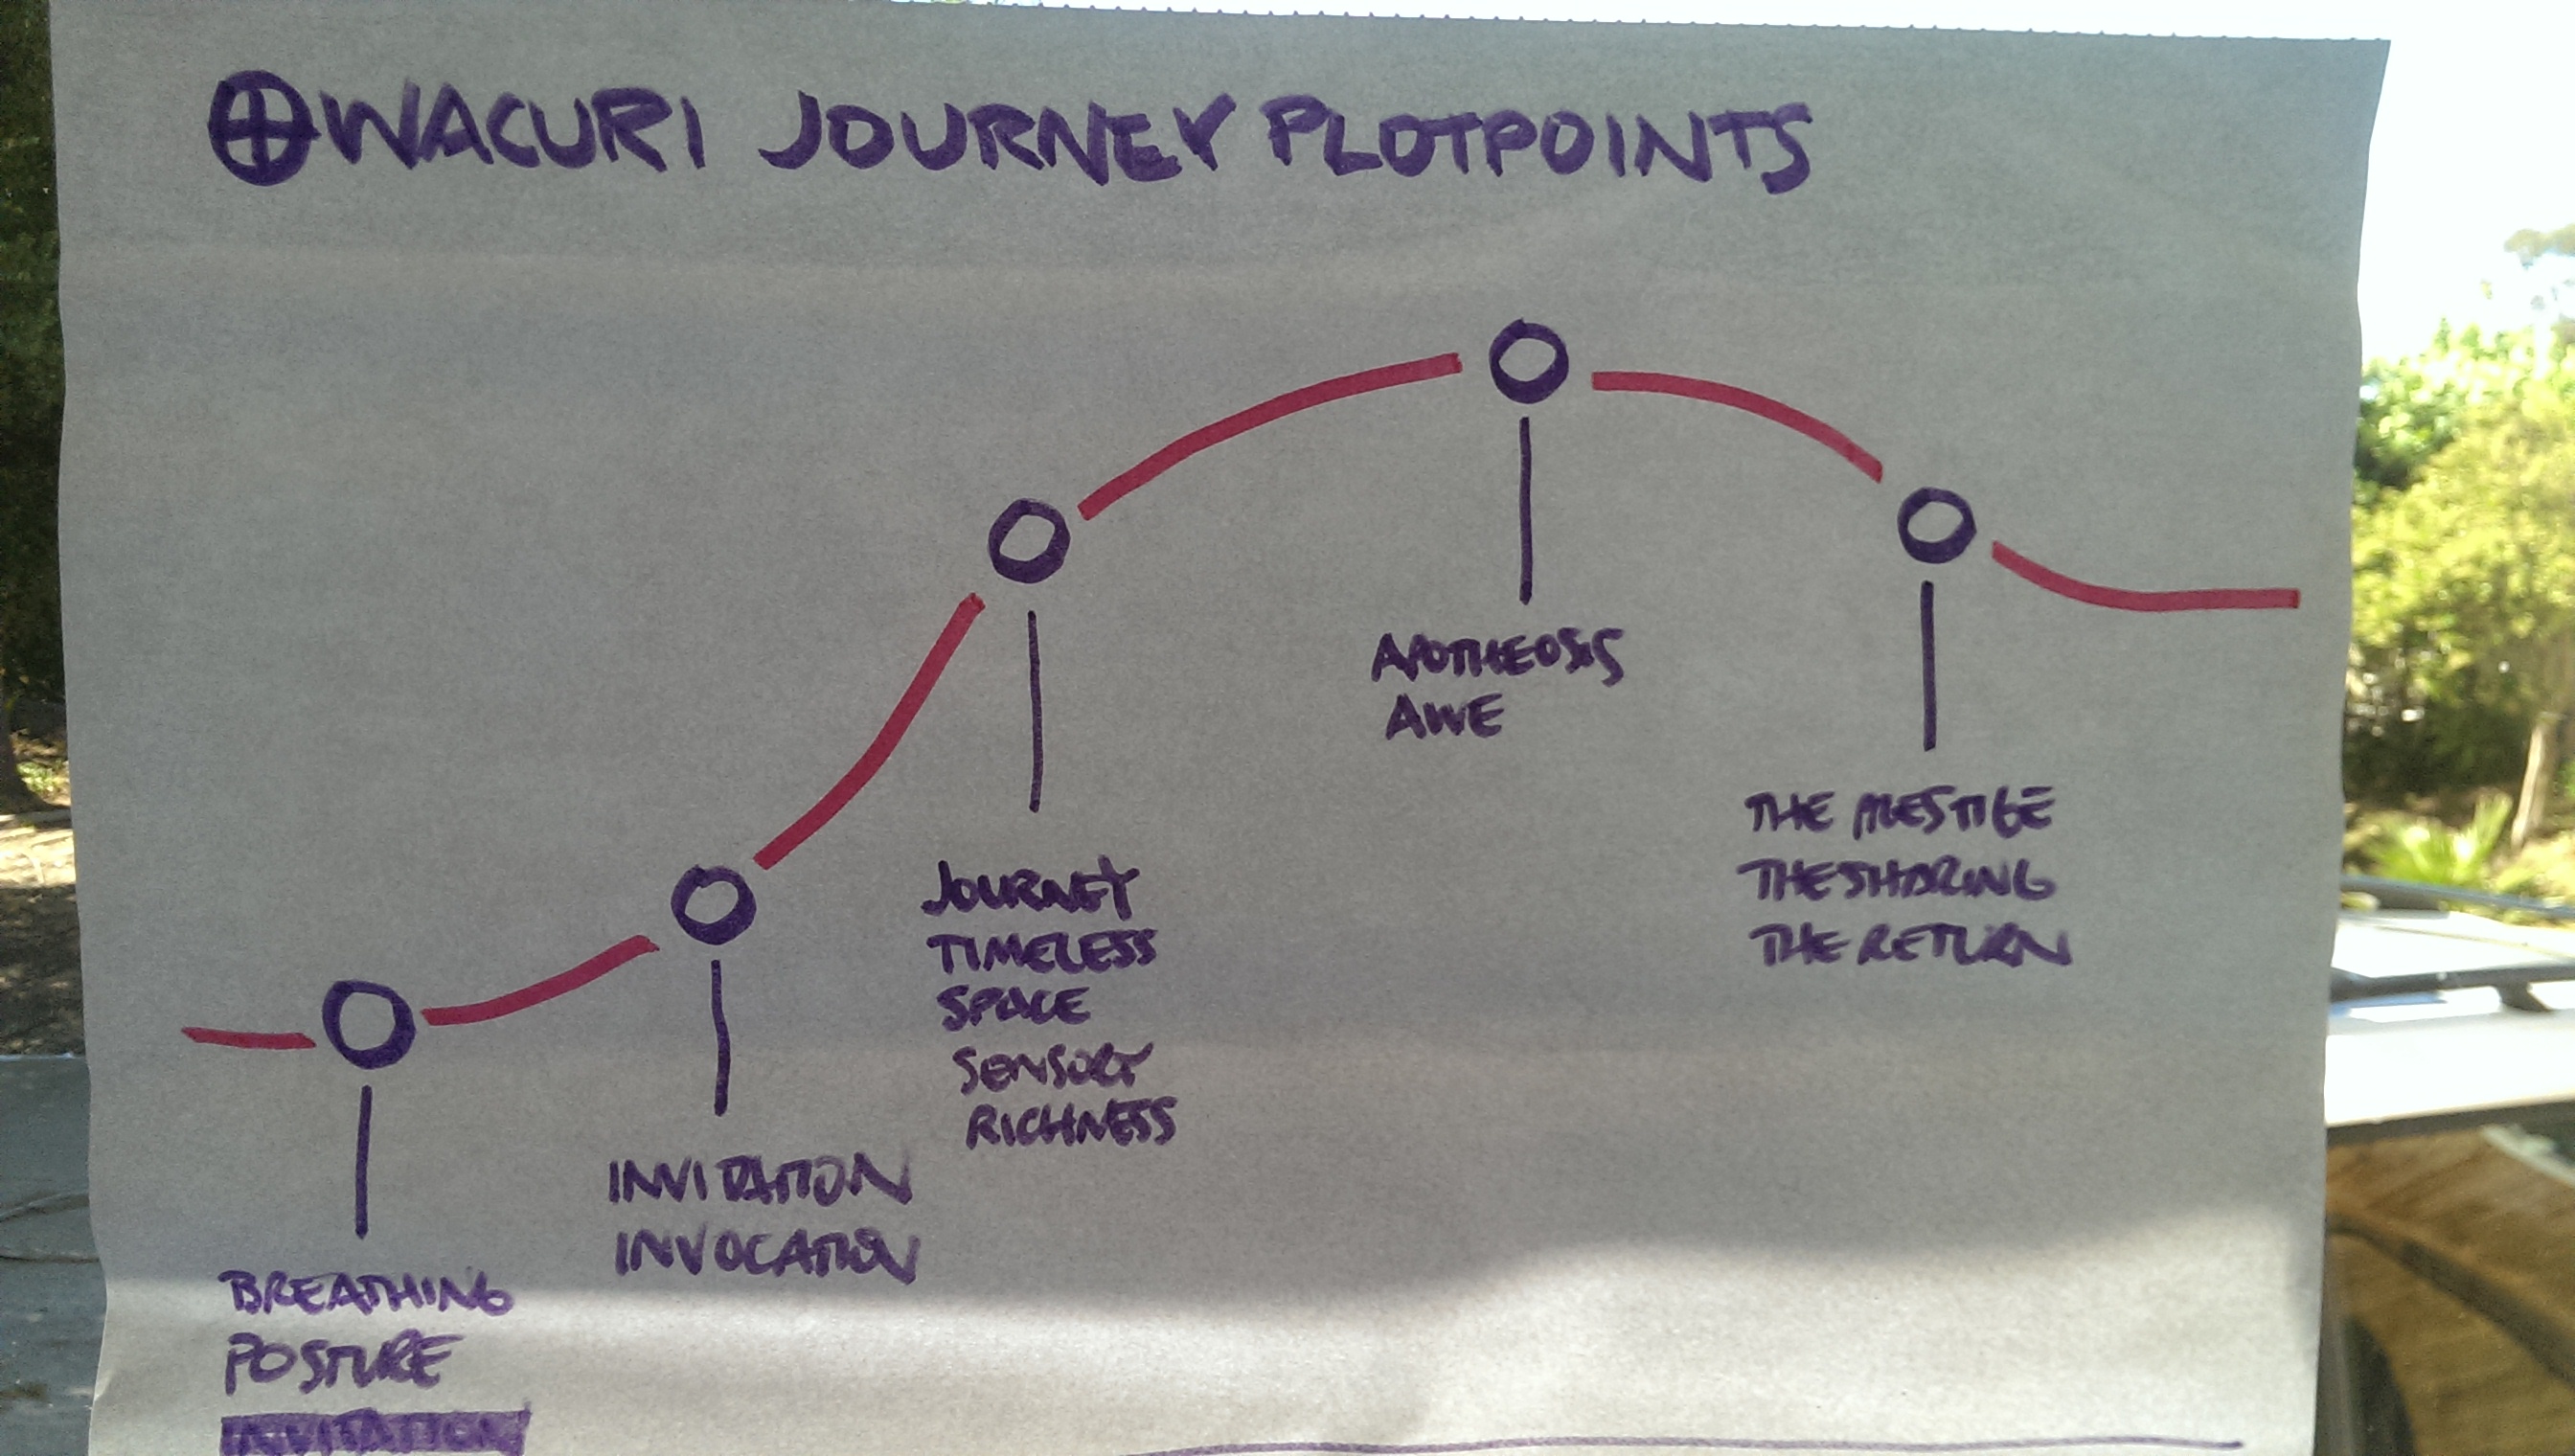 WACURI JOURNEY PLOTPOINTS
BREATHING
POSTURE
INVITATION
INVITATION
INVOCATION
JOURNEY
TIMELESS
SPACE
SENSORY
RICHNESS
APOTHEOSIS
AWE
THE PRESTIGE
THE SHARING
THE RETURN